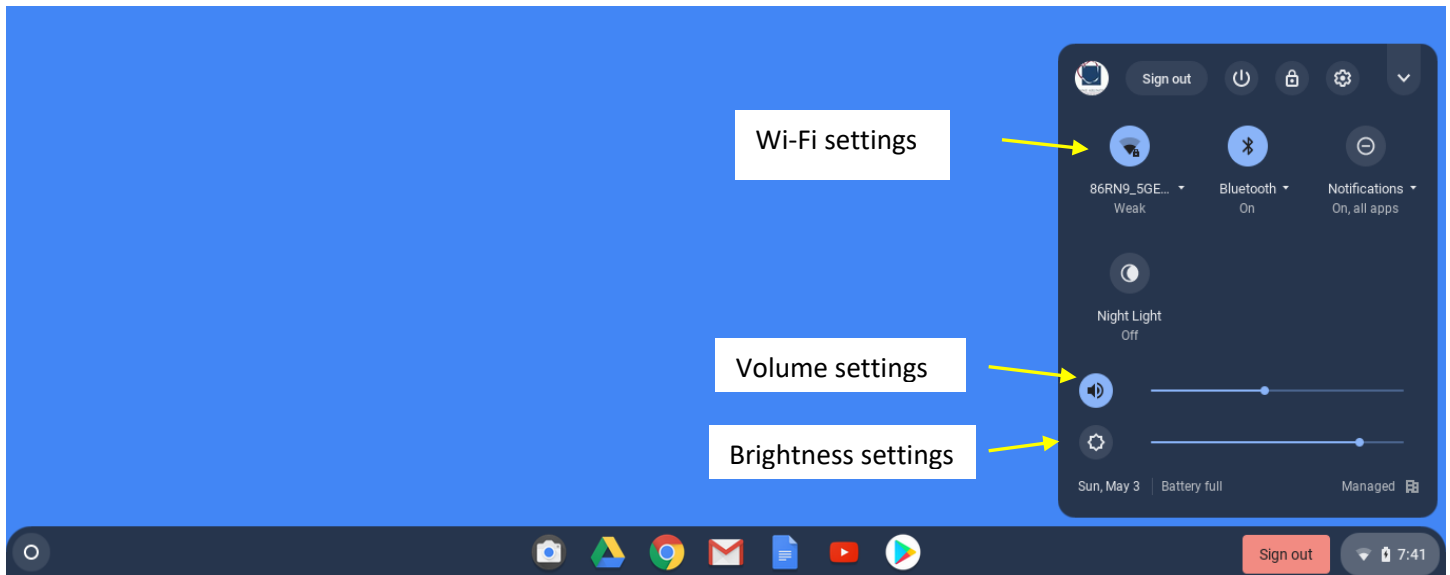 Sign out
Wi-Fi settings
86RN9_5GE...
Bluetooth
Notifications
Weak
On
On, all apps
Night Light
Off
Volume settings
Brightness settings
Sun, May 3
Battery full
Managed
Sign out
7:41